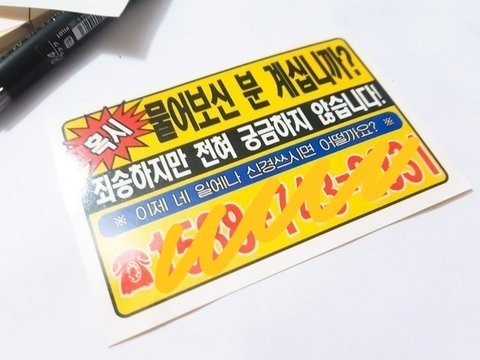 혹시 물어보신 분 계십니까?
죄송하지만 전혀 궁금하지 않습니다!
※ 이제 네 일에나 신경쓰시면 어떨까요? ※